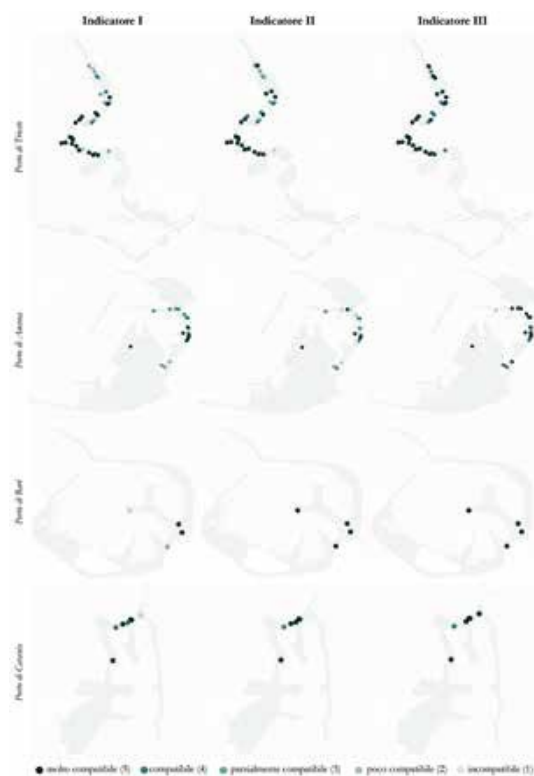 Indicatore I Indicatore II Indicatore III
Porto di Trieste
Porto di Ancona
Porto di Bari
Porto di Catania
molto compatibile (5) compatibile (4) parzialmente compatibile (3) poco compatibile (2) incompatibile (1)